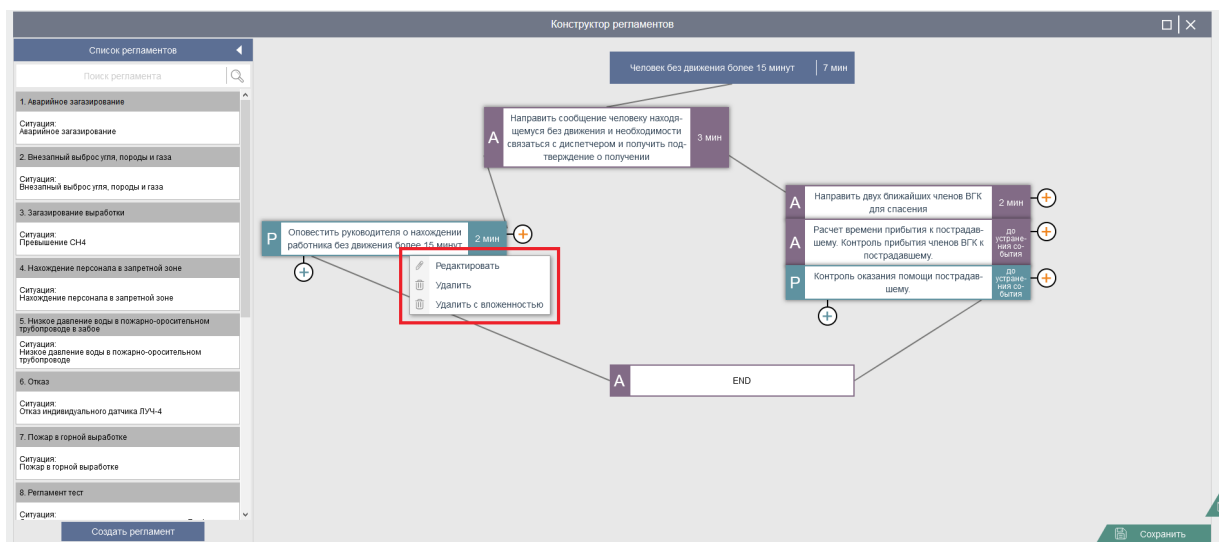 Конструктор регламентов
Список регламентов
Поиск регламента
1. Аварийное загазирование
Ситуация:
Аварийное загазирование
2. Внезапный выброс угля, породы и газа
Ситуация:
Внезапный выброс угля, породы и газа
3. Загазирование выработки
Ситуация:
Превышение СН4
4. Нахождение персонала в запретной зоне
Ситуация:
Нахождение персонала в запретной зоне
5. Низкое давление воды в пожарно-оросительном
трубопроводе в забое
Ситуация:
Низкое давление воды в пожарно-оросительном
трубопроводе
6. Отказ
Ситуация:
Отказ индивидуального датчика ЛУЧ-4
7. Пожар в горной выработке
Ситуация:
Пожар в горной выработке
8. Регламент тест
Ситуация:
Создать регламент
Человек без движения более 15 минут 7 мин
А
Направить сообщение человеку находя-
щемуся без движения и необходимости
связаться с диспетчером и получить под-
тверждение о получении
3 мин
Р
Оповестить руководителя о нахождении
работника без движения более 15 минут
2 мин
Редактировать
Удалить
Удалить с вложенностью
А
Направить двух ближайших членов ВГК
для спасения
2 мин
А
Расчет времени прибытия к пострадав-
шему. Контроль прибытия членов ВГК к
пострадавшему.
до
устране-
ния со-
бытия
Р
Контроль оказания помощи пострадав-
шему.
до
устране-
ния со-
бытия
А
END
Сохранить